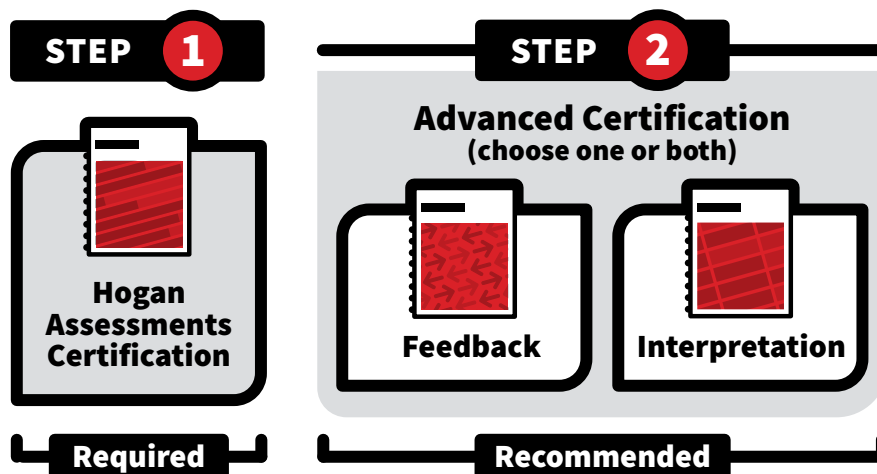 STEP 1
Hogan
Assessments
Certification
Required
STEP 2
Advanced Certification
(choose one or both)
Feedback
Interpretation
Recommended